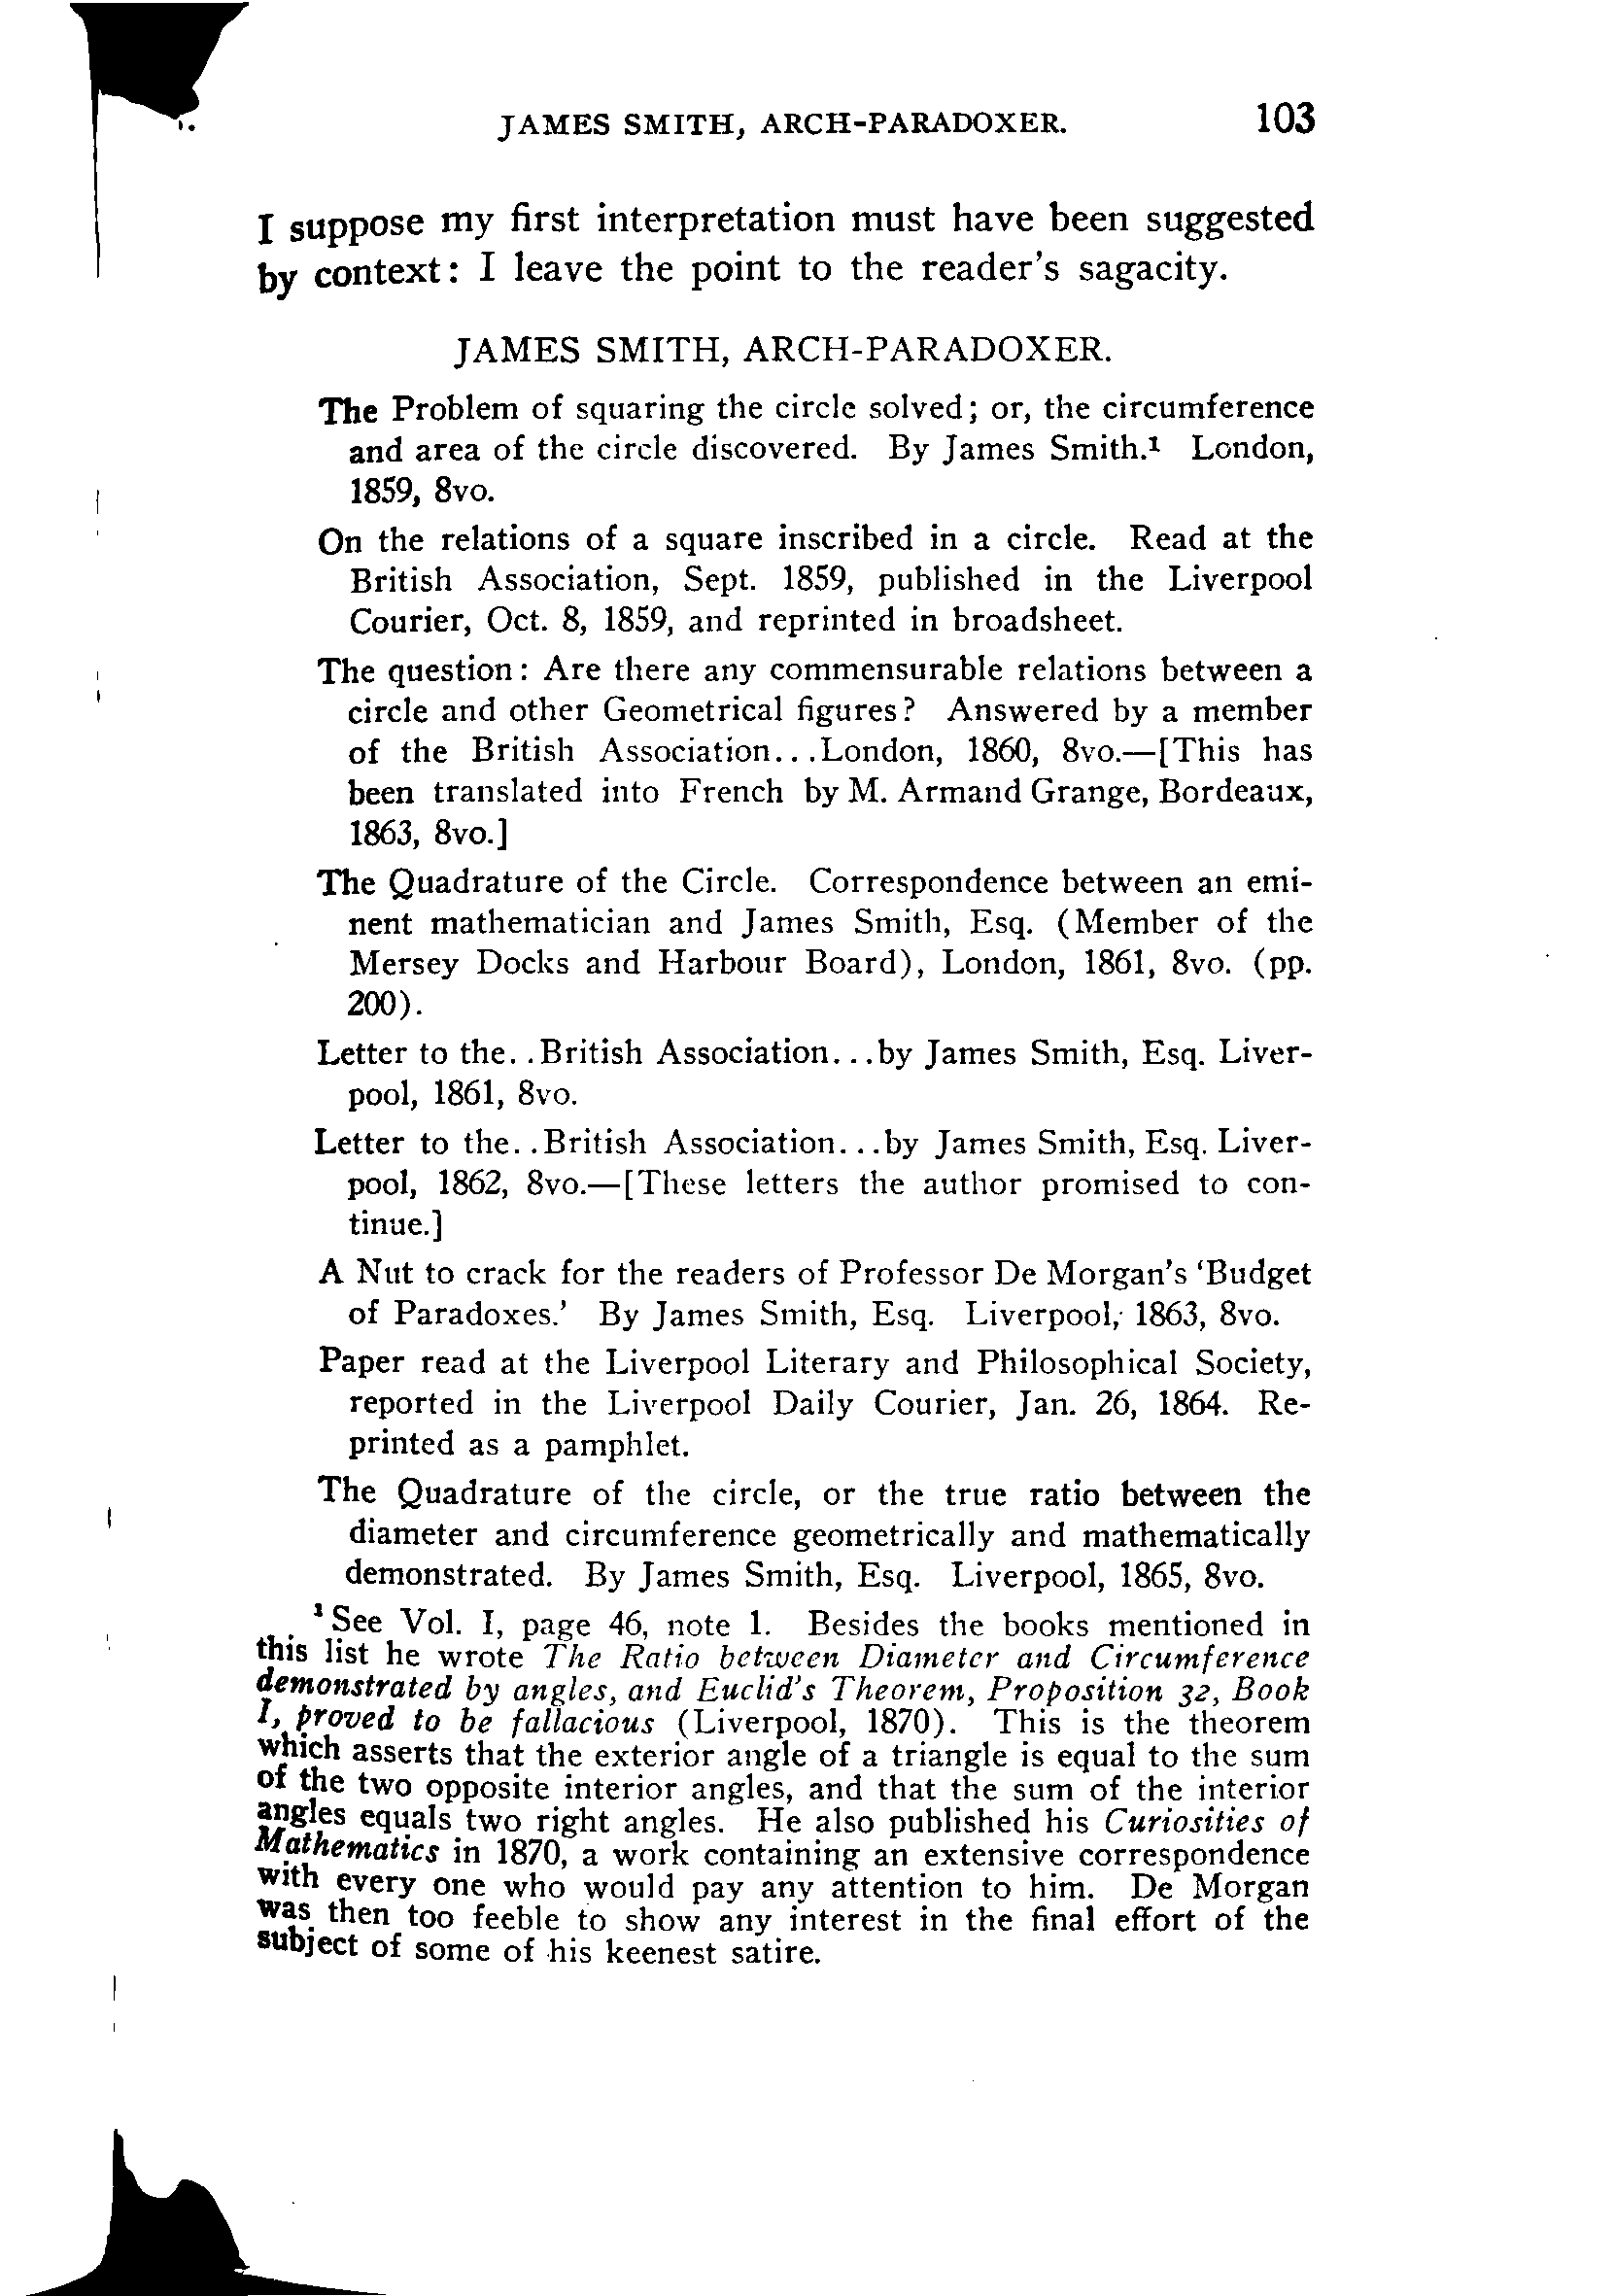 JAMES SMITH, ARCH-PARADOXER. 103
I suppose my first interpretation must have been suggested
by context: I leave the point to the reader's sagacity.
JAMES SMITH, ARCH-PARADOXER.
The Problem of squaring the circle solved; or, the circumference
and area of the circle discovered. By James Smith.¹ London,
1859, 8vo.
On the relations of a square inscribed in a circle. Read at the
British Association, Sept. 1859, published in the Liverpool
Courier, Oct. 8, 1859, and reprinted in broadsheet.
The question: Are there any commensurable relations between a
circle and other Geometrical figures? Answered by a member
of the British Association...London, 1860, 8vo.—[This has
been translated into French by M. Armand Grange, Bordeaux,
1863, 8vo.]
The Quadrature of the Circle. Correspondence between an emi-
nent mathematician and James Smith, Esq. (Member of the
Mersey Docks and Harbour Board), London, 1861, 8vo. (pp.
200).
Letter to the..British Association...by James Smith, Esq. Liver-
pool, 1861, 8vo.
Letter to the..British Association...by James Smith, Esq. Liver-
pool, 1862, 8vo.—[These letters the author promised to con-
tinue.]
A Nut to crack for the readers of Professor De Morgan's 'Budget
of Paradoxes.' By James Smith, Esq. Liverpool, 1863, 8vo.
Paper read at the Liverpool Literary and Philosophical Society,
reported in the Liverpool Daily Courier, Jan. 26, 1864. Re-
printed as a pamphlet.
The Quadrature of the circle, or the true ratio between the
diameter and circumference geometrically and mathematically
demonstrated. By James Smith, Esq. Liverpool, 1865, 8vo.
¹ See Vol. I, page 46, note 1. Besides the books mentioned in
this list he wrote The Ratio between Diameter and Circumference
demonstrated by angles, and Euclid's Theorem, Proposition 32, Book
I, proved to be fallacious (Liverpool, 1870). This is the theorem
which asserts that the exterior angle of a triangle is equal to the sum
of the two opposite interior angles, and that the sum of the interior
angles equals two right angles. He also published his Curiosities of
Mathematics in 1870, a work containing an extensive correspondence
with every one who would pay any attention to him. De Morgan
was then too feeble to show any interest in the final effort of the
subject of some of his keenest satire.